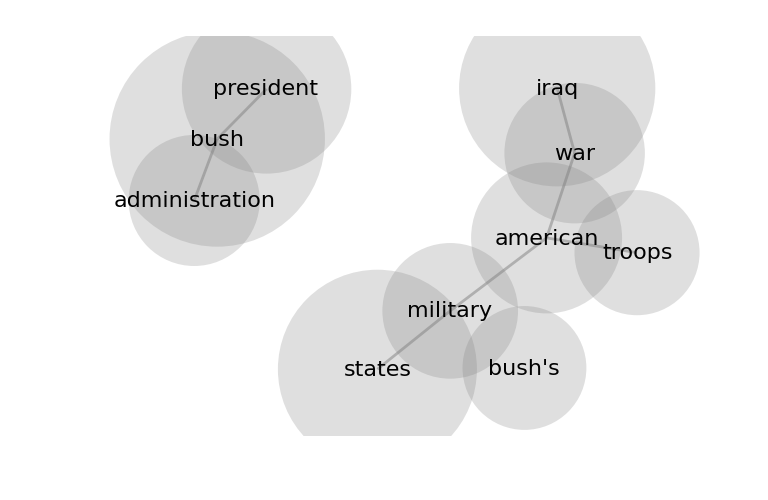 president
iraq
bush
war
administration
american
troops
military
states
bush's